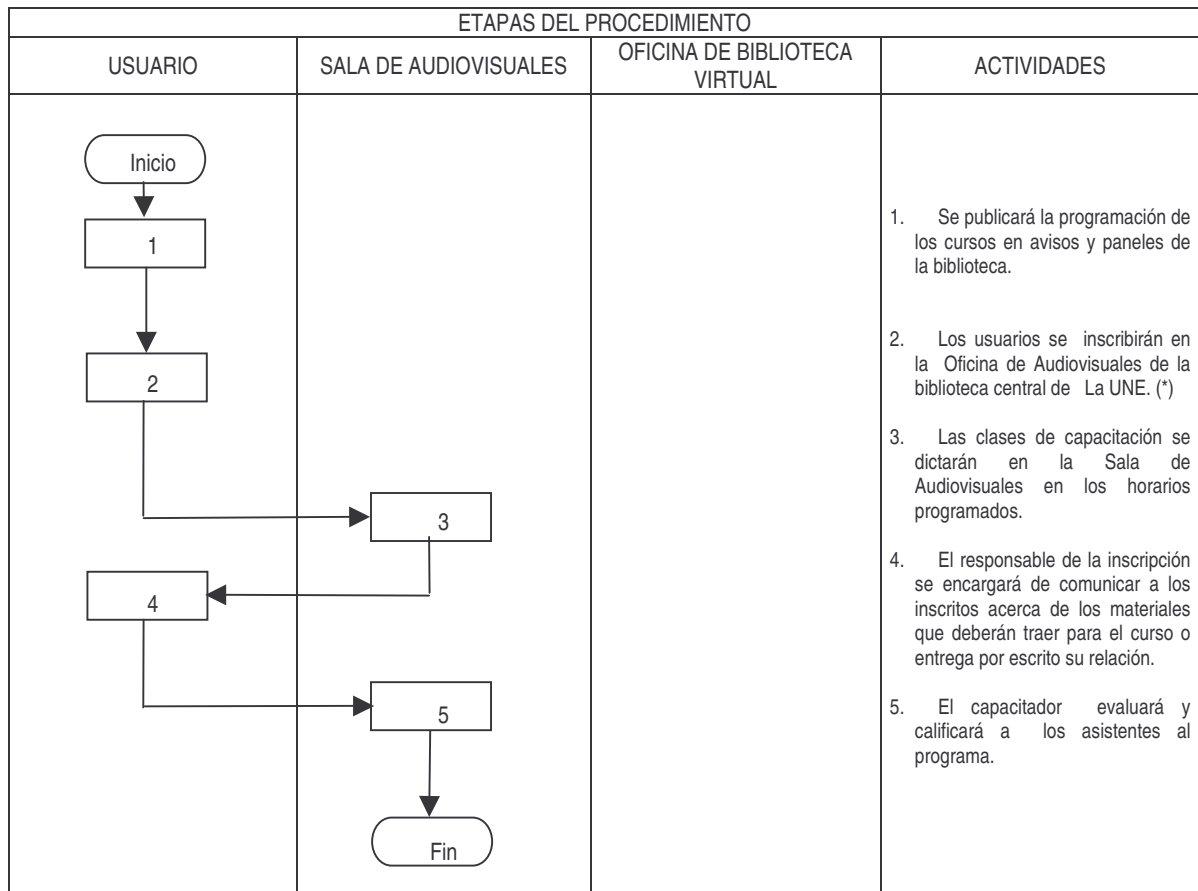 ETAPAS DEL PROCEDIMIENTO
USUARIO
SALA DE AUDIOVISUALES
OFICINA DE BIBLIOTECA
VIRTUAL
ACTIVIDADES
Inicio
1
2
3
4
5
Fin
1. Se publicará la programación de
los cursos en avisos y paneles de
la biblioteca.
2. Los usuarios se inscribirán en
la Oficina de Audiovisuales de la
biblioteca central de La UNE. (*)
3. Las clases de capacitación se
dictarán en la Sala de
Audiovisuales en los horarios
programados.
4. El responsable de la inscripción
se encargará de comunicar a los
inscritos acerca de los materiales
que deberán traer para el curso o
entrega por escrito su relación.
5. El capacitador evaluará y
calificará a los asistentes al
programa.